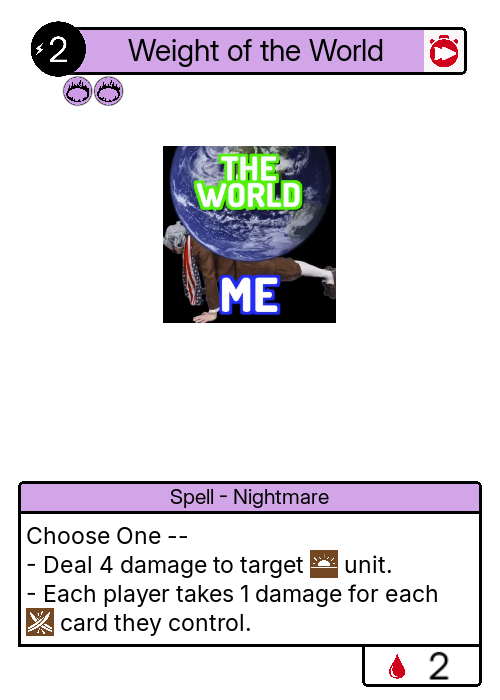 2
Weight of the World
THE
WORLD
ME
Spell - Nightmare
Choose One --
- Deal 4 damage to target unit.
- Each player takes 1 damage for each
card they control.
2